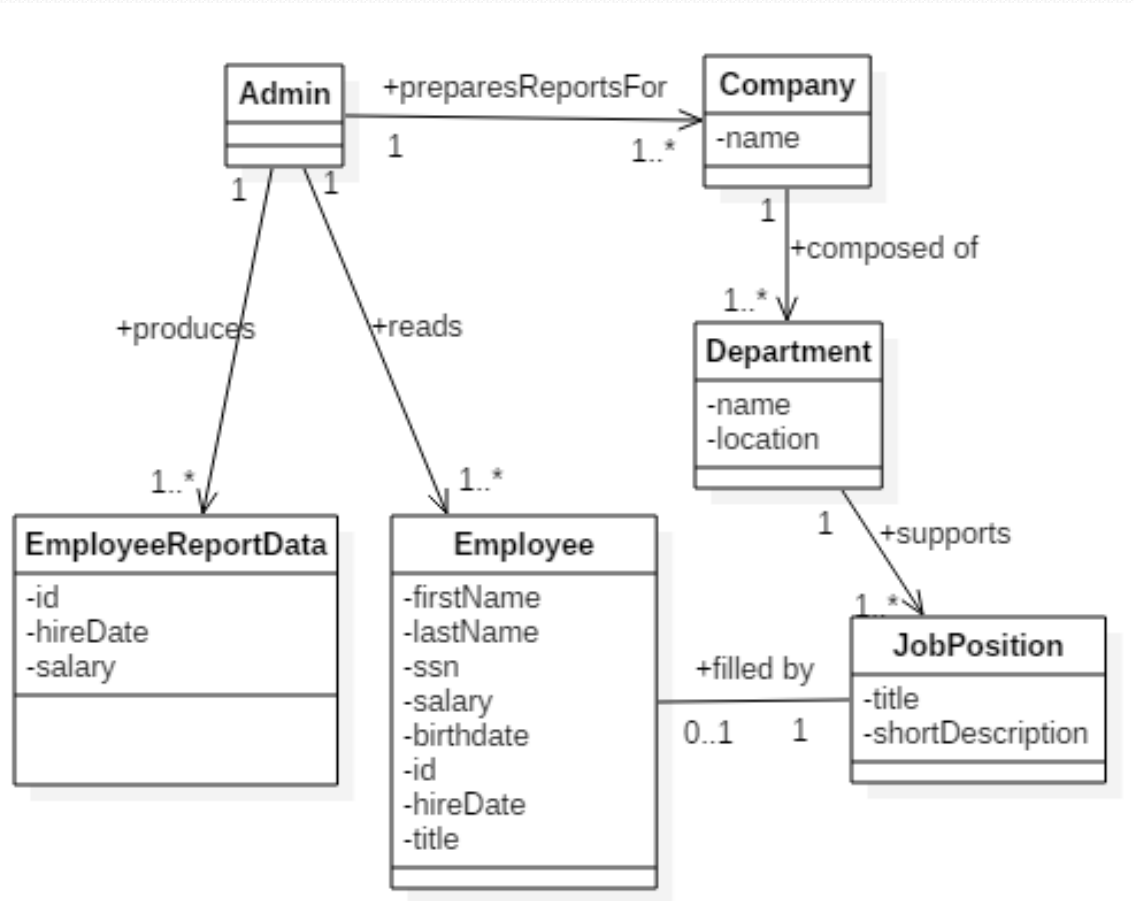 Admin
+preparesReportsFor
1
1..*
Company
-name
1
+composed of
1..*
1
1
+produces
+reads
1..*
1..*
Department
-name
-location
1
+supports
1..*
EmployeeReportData
-id
-hireDate
-salary
Employee
-firstName
-lastName
-ssn
-salary
-birthdate
-id
-hireDate
-title
+filled by
0..1
1
JobPosition
-title
-shortDescription